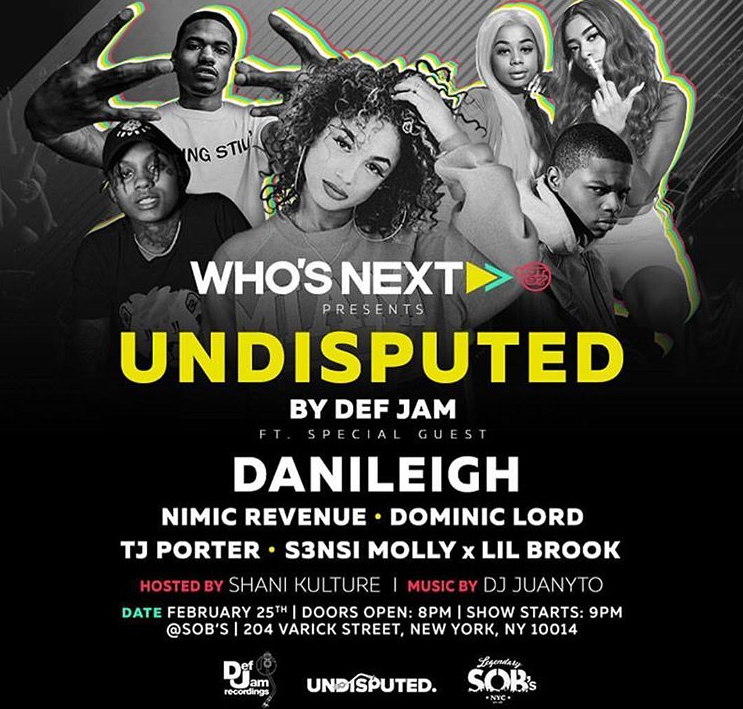 ING STIL
WHO'S NEXT
PRESENTS
UNDISPUTED
BY DEF JAM
FT. SPECIAL GUEST
DANILEIGH
NIMIC REVENUE • DOMINIC LORD
TJ PORTER • S3NSI MOLLY x LIL BROOK
HOSTED BY SHANI KULTURE | MUSIC BY DJ JUANYTO
DATE FEBRUARY 25TH | DOORS OPEN: 8PM | SHOW STARTS: 9PM
@SOB'S | 204 VARICK STREET, NEW YORK, NY 10014
Def Jam recordings
UNDISPUTED.
Legendary
SOB's
• NYC •